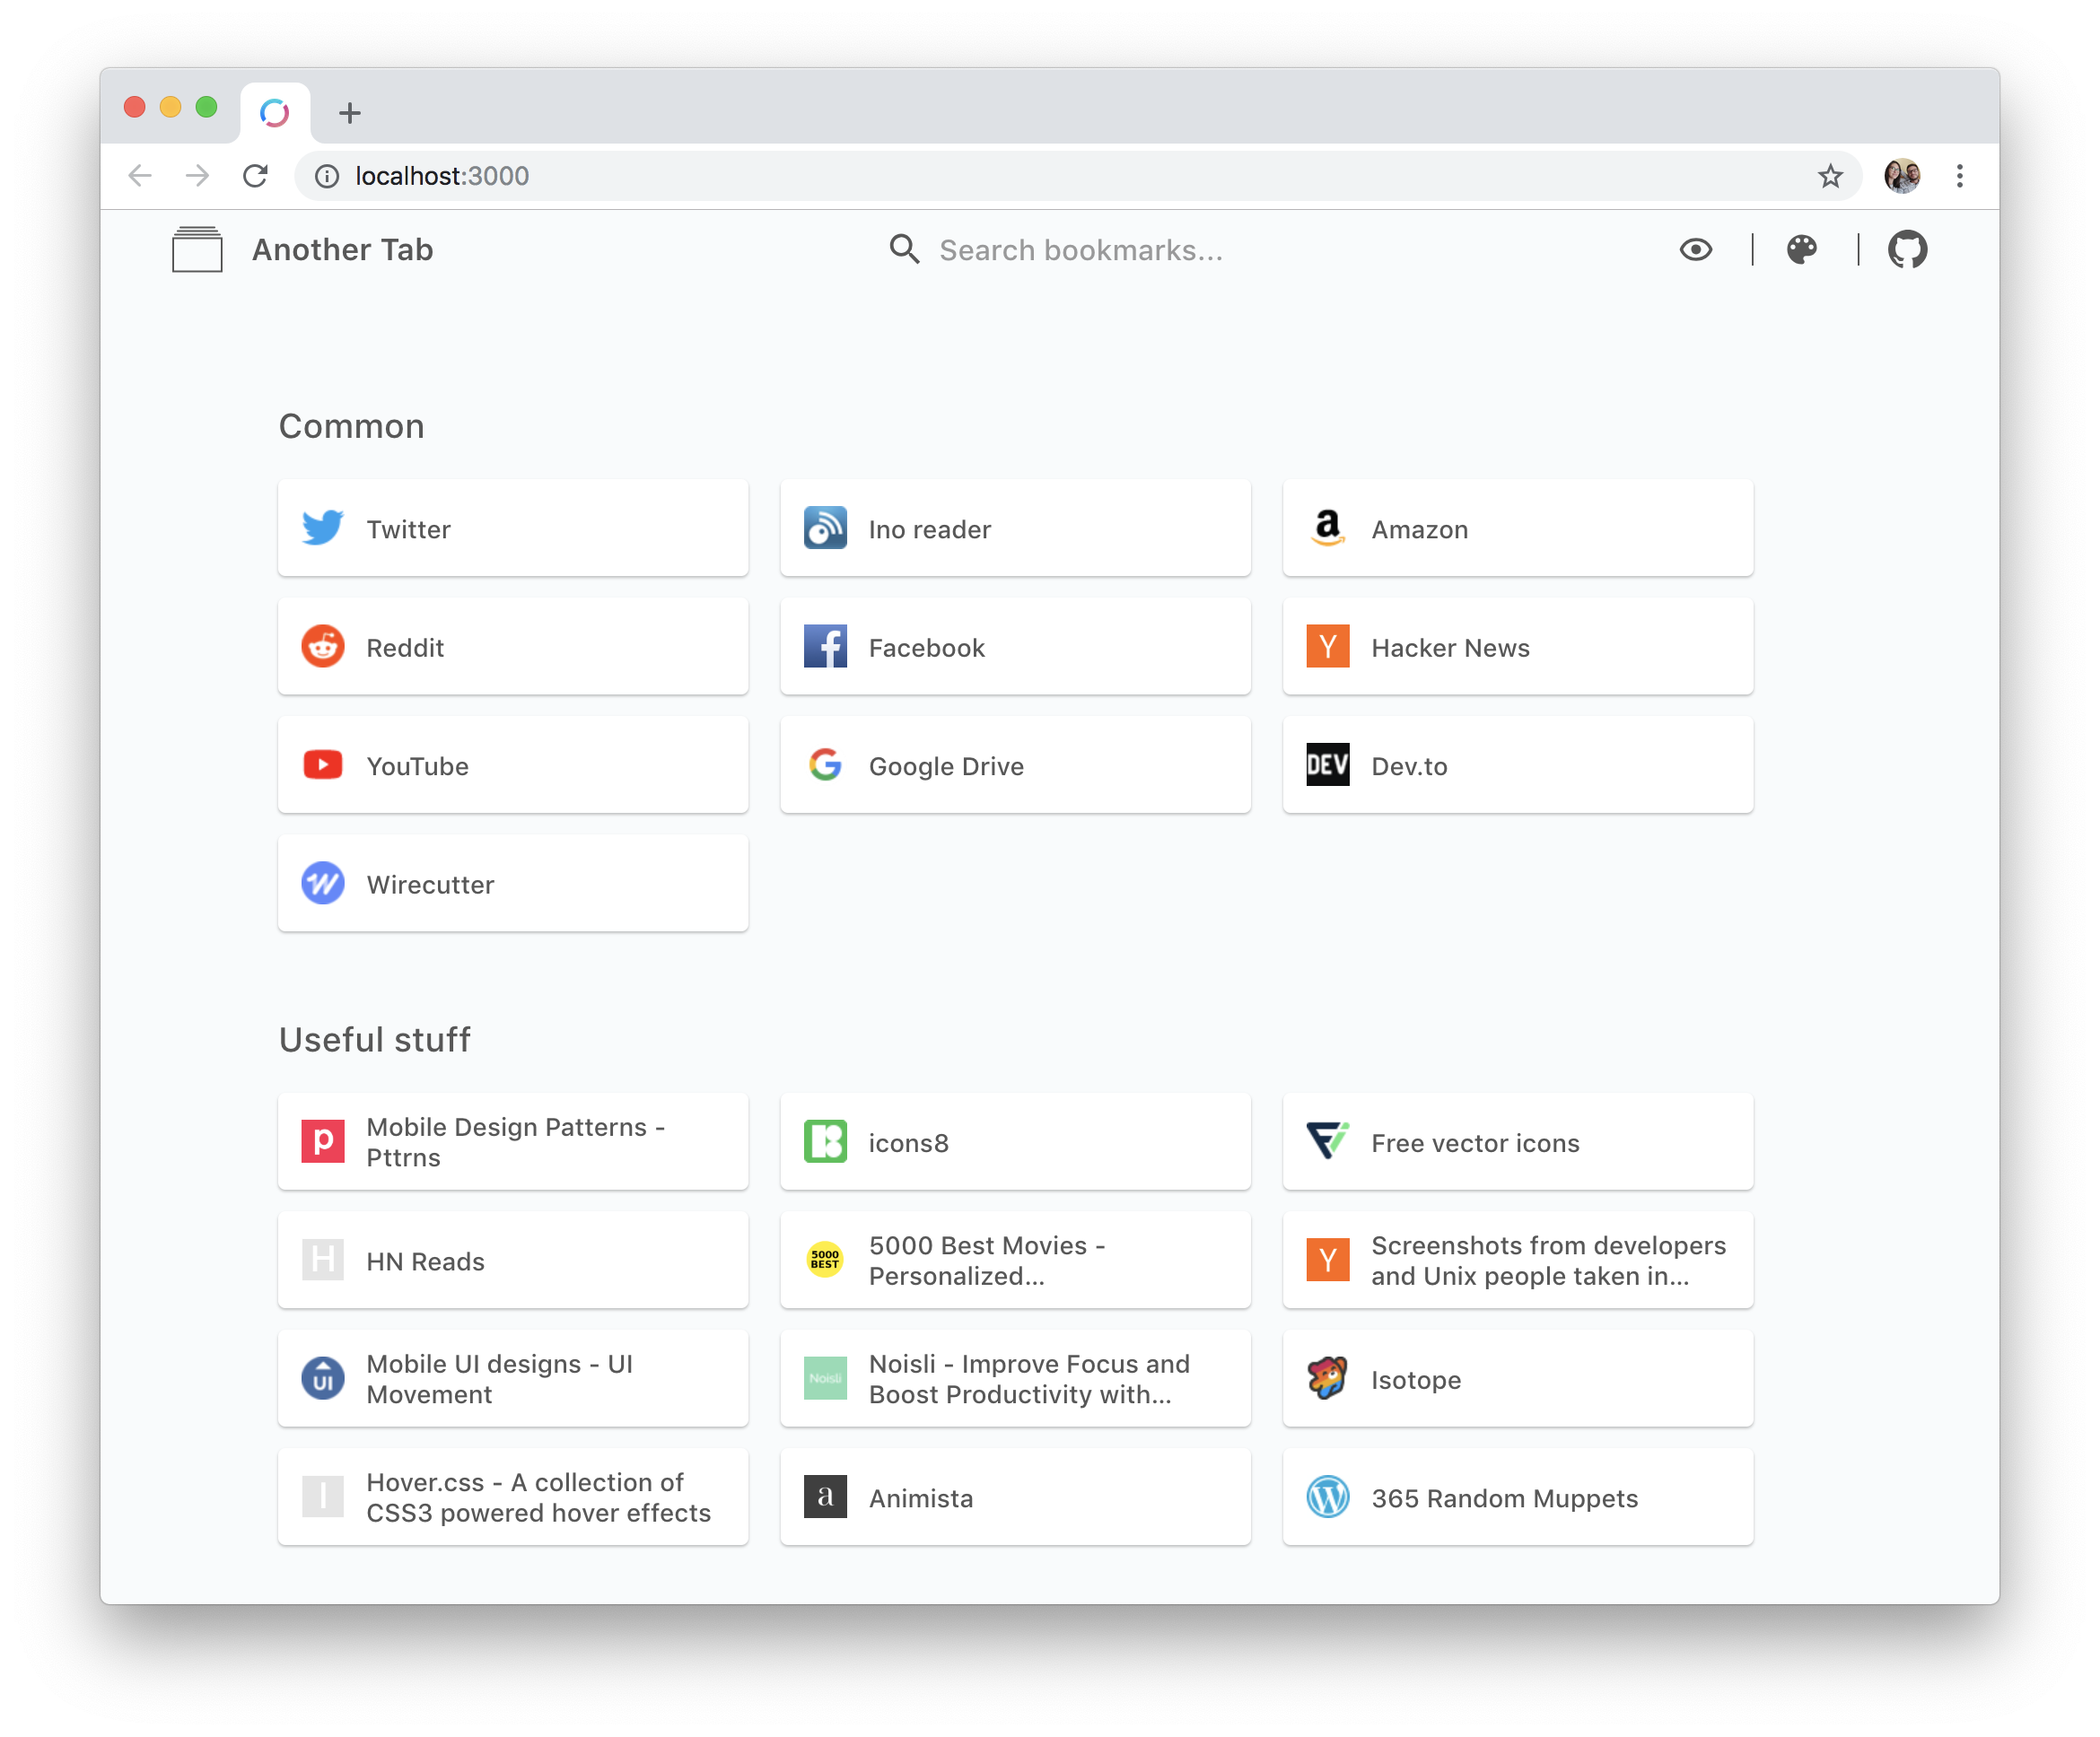 localhost:3000
Another Tab
Search bookmarks...
Common
Twitter
Ino reader
a
Amazon
Reddit
f
Facebook
Y
Hacker News
YouTube
G
Google Drive
DEV
Dev.to
W
Wirecutter
Useful stuff
p
Mobile Design Patterns -
Pttrns
icons8
Free vector icons
H
HN Reads
5000
BEST
5000 Best Movies -
Personalized...
Y
Screenshots from developers
and Unix people taken in...
UI
Mobile UI designs - UI
Movement
Noisli
Noisli - Improve Focus and
Boost Productivity with...
Isotope
I
Hover.css - A collection of
CSS3 powered hover effects
a
Animista
W
365 Random Muppets